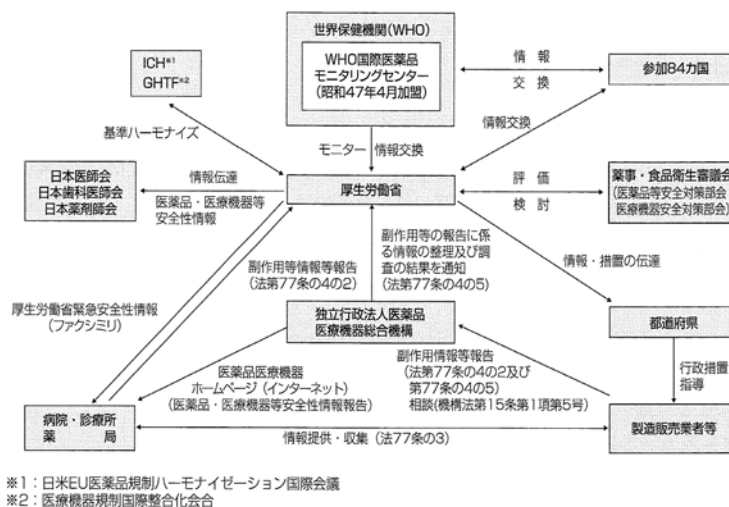 世界保健機関(WHO)
WHO国際医薬品
モニタリングセンター
(昭和47年4月加盟)
ICH※1
GHTF※2
情 報
交 換
参加84カ国
基準ハーモナイズ
モニター 情報交換
情報交換
日本医師会
日本歯科医師会
日本薬剤師会
情報伝達
医薬品・医療機器等
安全性情報
厚生労働省
評 価
検 討
薬事・食品衛生審議会
(医薬品等安全対策部会
医療機器安全対策部会)
副作用等情報等報告
(法第77条の4の2)
副作用等の報告に係
る情報の整理及び調
査の結果を通知
(法第77条の4の5)
情報・措置の伝達
厚生労働省緊急安全性情報
(ファクシミリ)
独立行政法人医薬品
医療機器総合機構
都道府県
医薬品医療機器
ホームページ(インターネット)
(医薬品・医療機器等安全性情報報告)
副作用情報等報告
(法第77条の4の2及び
第77条の4の5)
相談(機構法第15条第1項第5号)
行政措置
指導
病院・診療所
薬 局
情報提供・収集(法77条の3)
製造販売業者等
※1:日米EU医薬品規制ハーモナイゼーション国際会議
※2:医療機器規制国際整合化会合